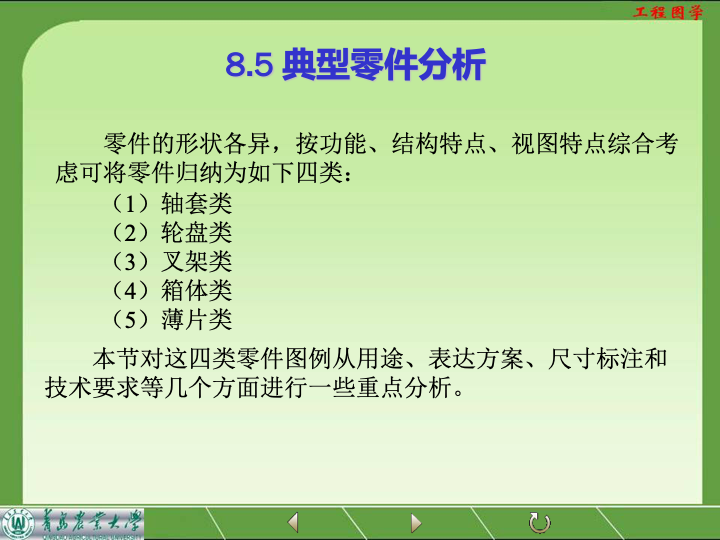 工程图学
8.5 典型零件分析
零件的形状各异，按功能、结构特点、视图特点综合考
虑可将零件归纳为如下四类：
（1）轴套类
（2）轮盘类
（3）叉架类
（4）箱体类
（5）薄片类
本节对这四类零件图例从用途、表达方案、尺寸标注和
技术要求等几个方面进行一些重点分析。
青岛农业大学